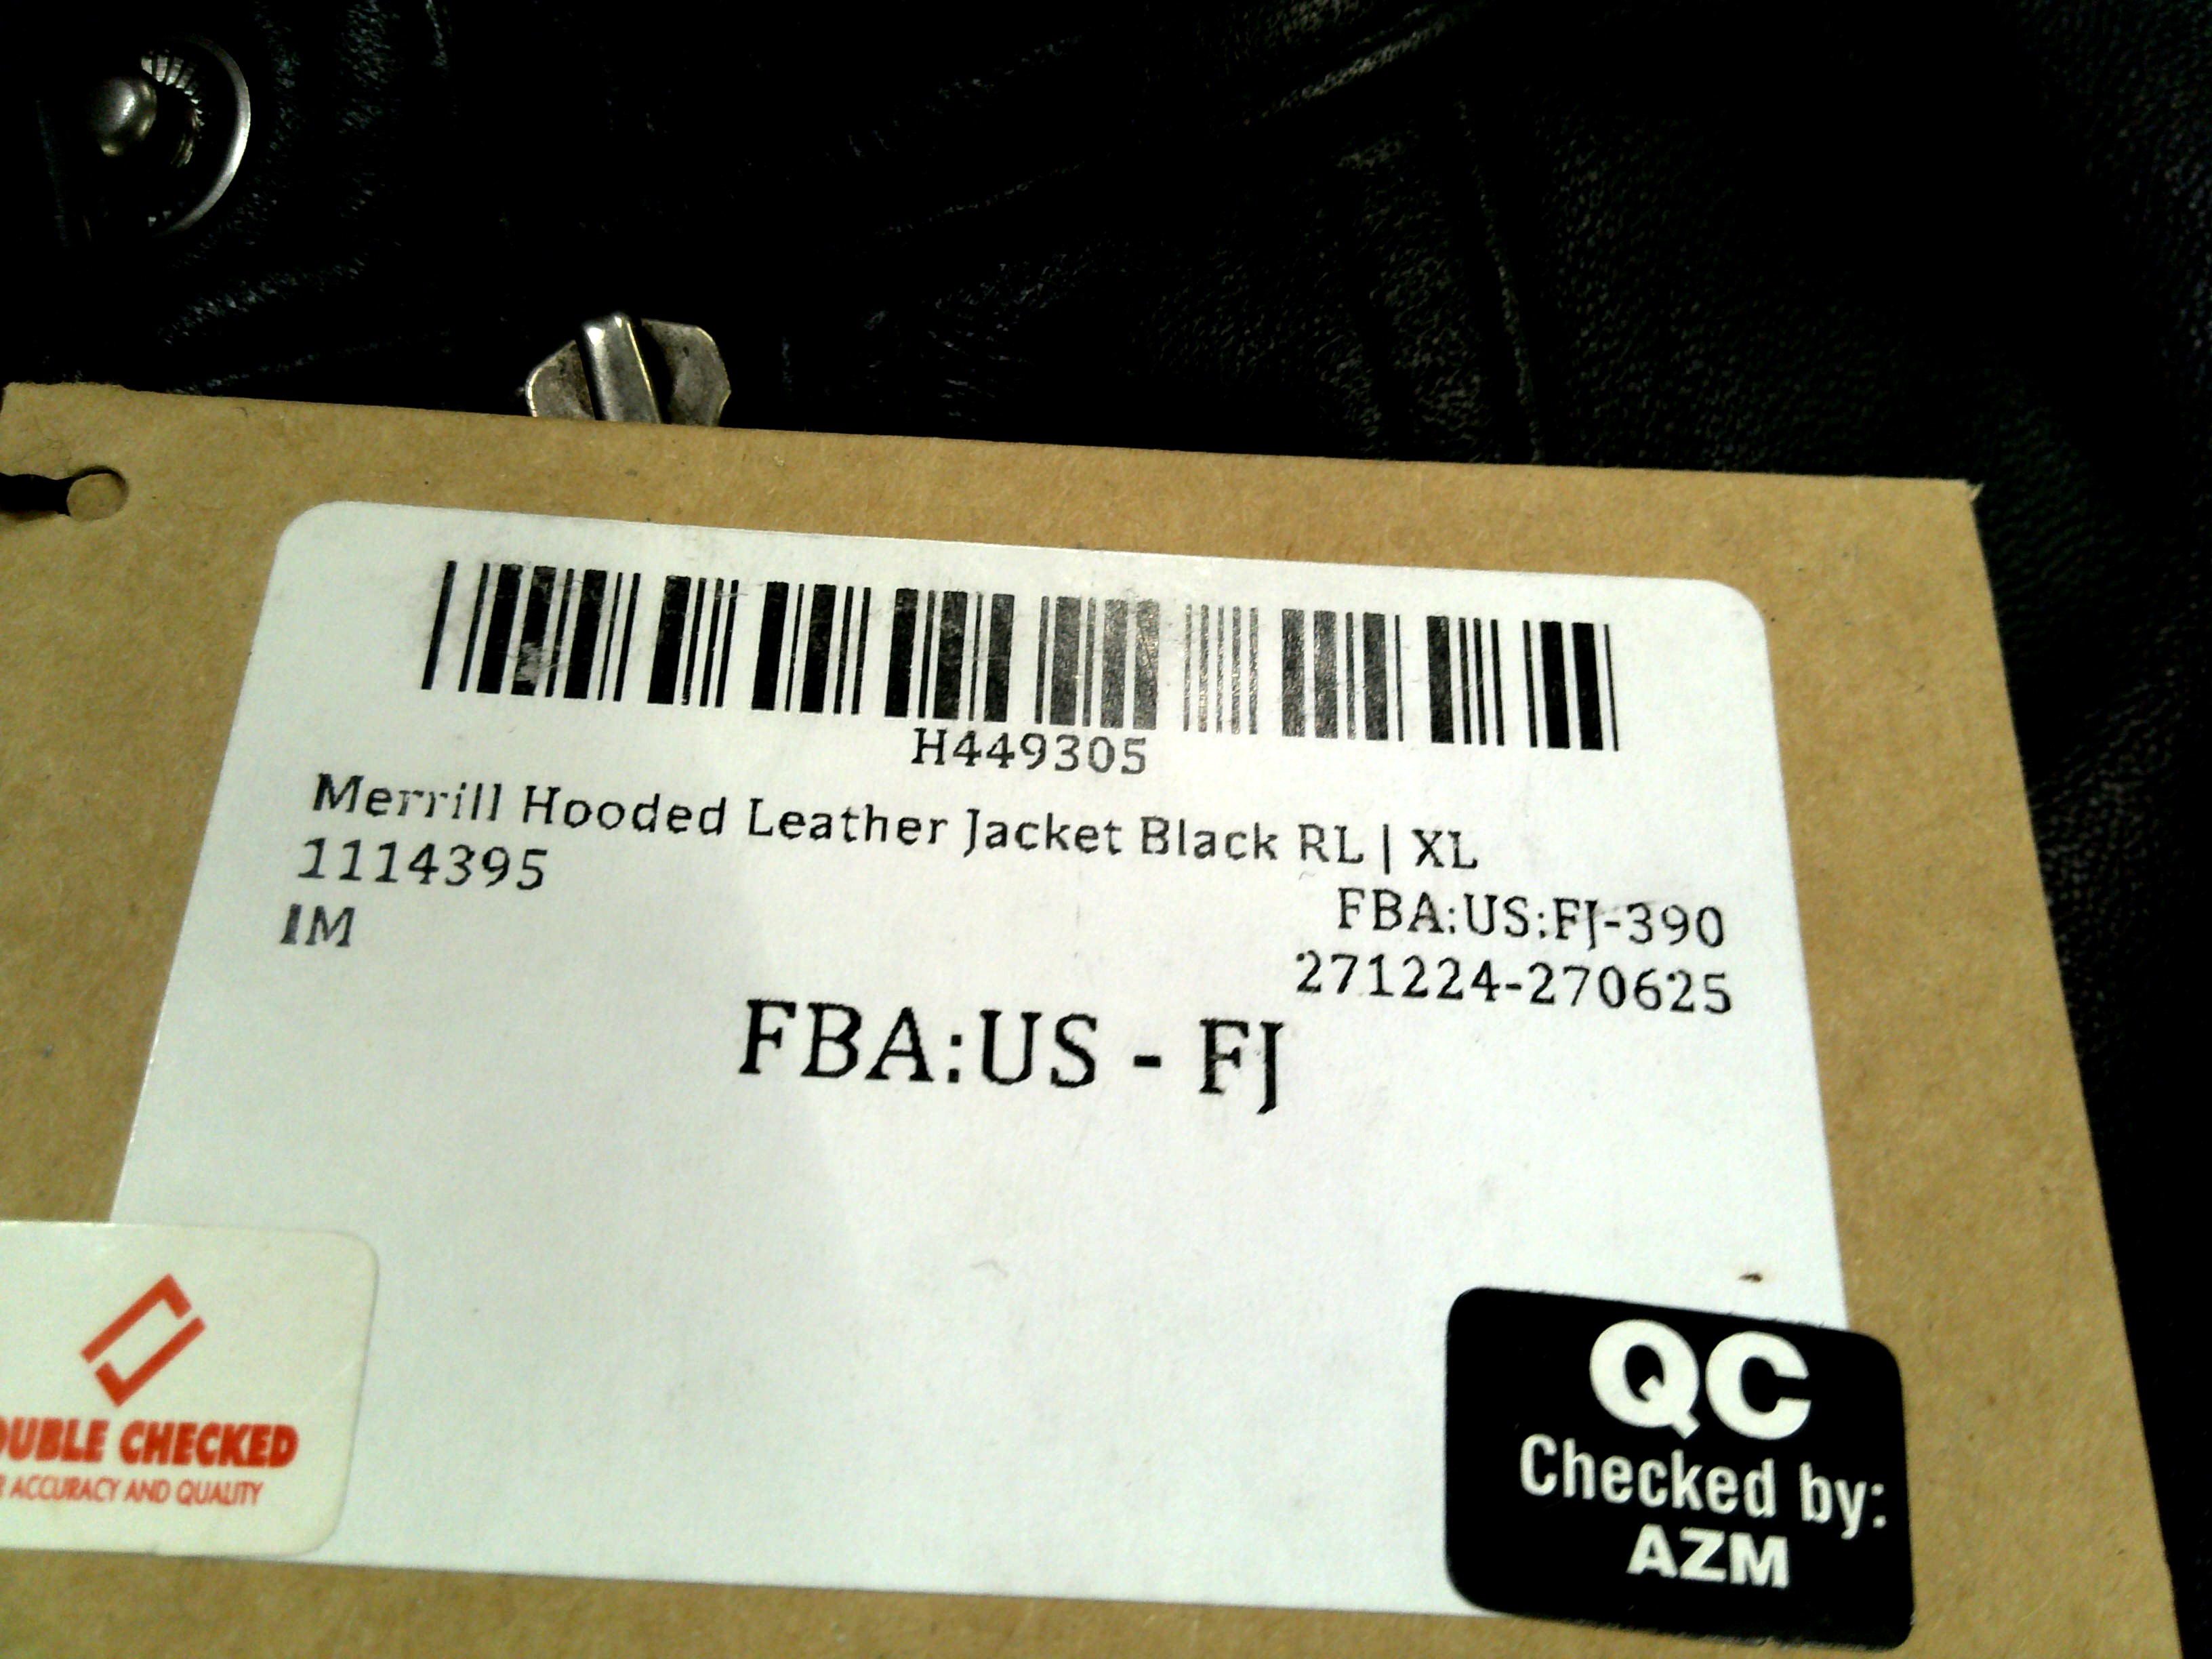 H449305
Merrill Hooded Leather Jacket Black RL | XL
1114395
FBA:US:FJ-390
IM
271224-270625
FBA:US - FJ
OUBLE CHECKED
R ACCURACY AND QUALITY
QC
Checked by:
AZM